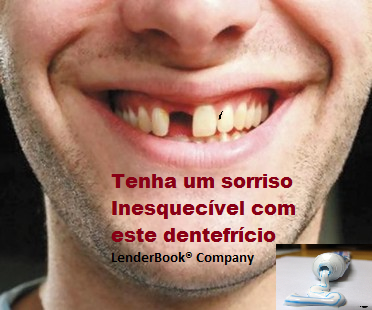 Tenha um sorriso
Inesquecível com
este dentefrício
LenderBook® Company